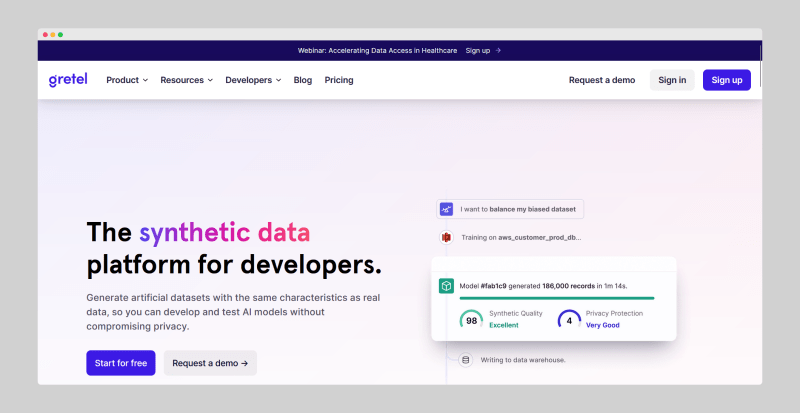 Webinar: Accelerating Data Access in Healthcare Sign up →
gretel Product Resources Developers Blog Pricing Request a demo Sign in Sign up
I want to balance my biased dataset
Training on aws_customer_prod_db...
The synthetic data
platform for developers.
Generate artificial datasets with the same characteristics as real
data, so you can develop and test AI models without
compromising privacy.
Start for free Request a demo →
Model #fab1c9 generated 186,000 records in 1m 14s.
98 Synthetic Quality
Excellent
4 Privacy Protection
Very Good
Writing to data warehouse.